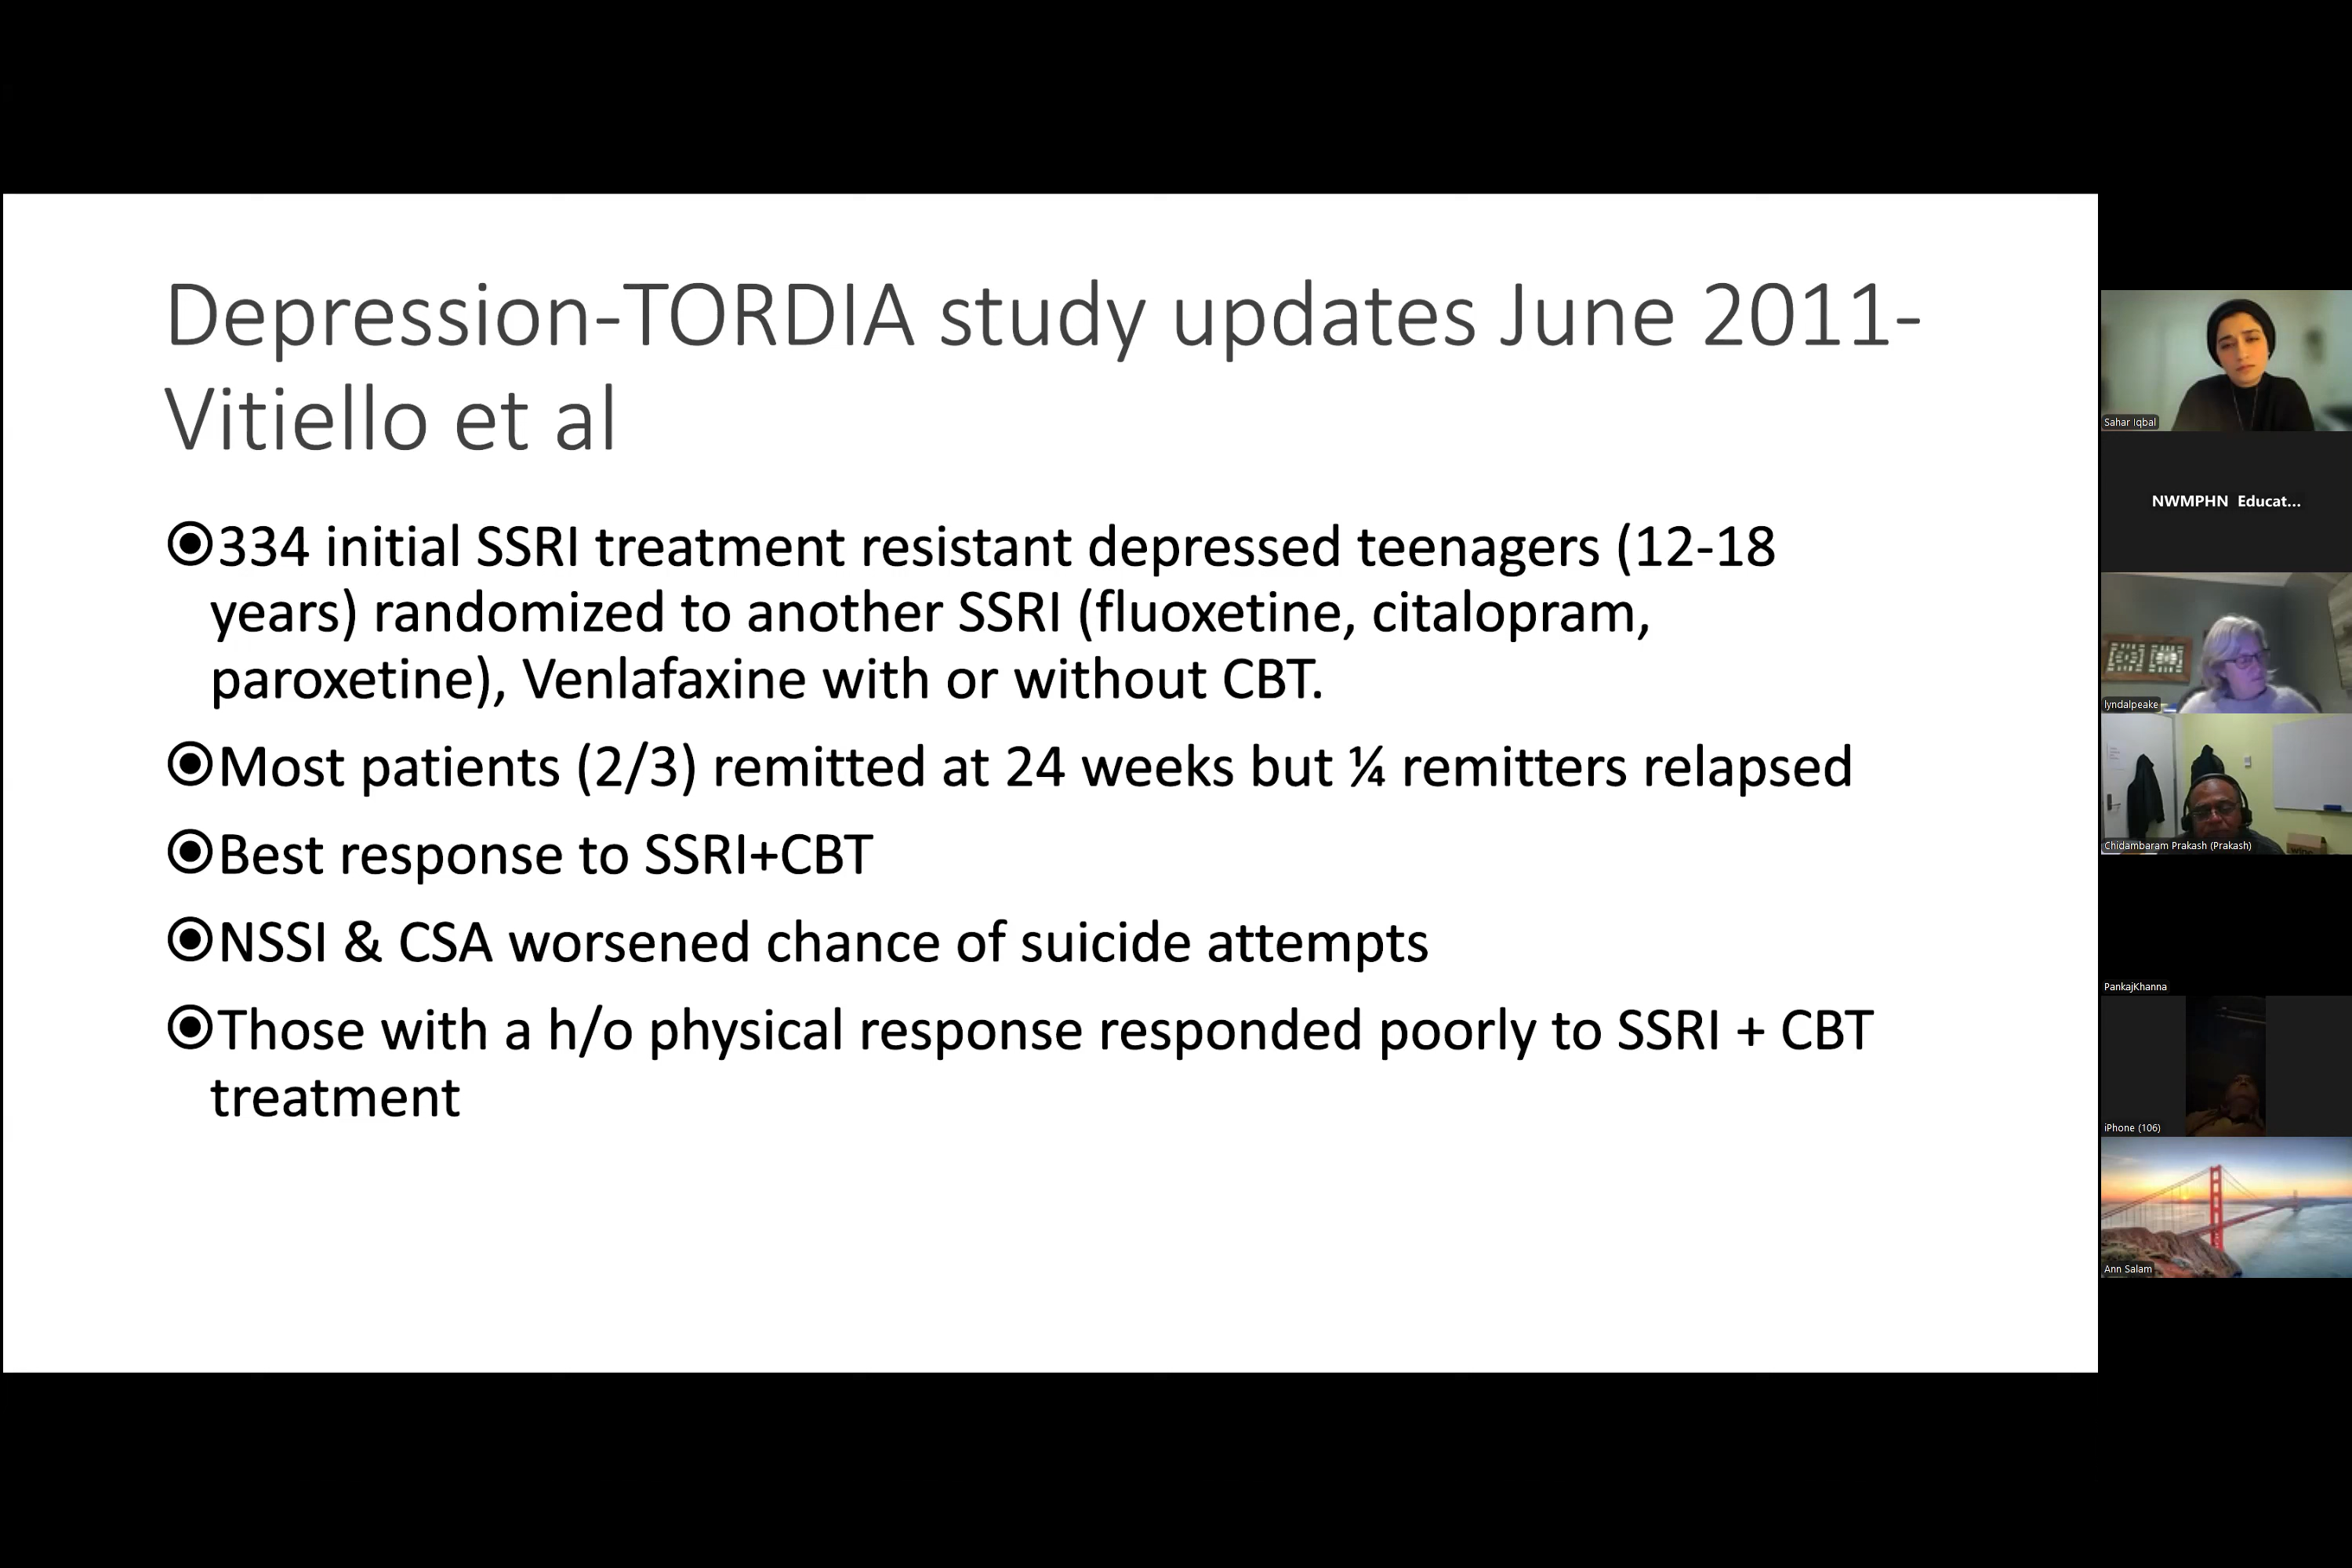 Depression-TORDIA study updates June 2011-
Vitiello et al
334 initial SSRI treatment resistant depressed teenagers (12-18
years) randomized to another SSRI (fluoxetine, citalopram,
paroxetine), Venlafaxine with or without CBT.
Most patients (2/3) remitted at 24 weeks but ¼ remitters relapsed
Best response to SSRI+CBT
NSSI & CSA worsened chance of suicide attempts
Those with a h/o physical response responded poorly to SSRI + CBT
treatment
Sahar Iqbal
NWMPHN Educat...
lyndalpeake
Chidambaram Prakash (Prakash)
PankajKhanna
iPhone (106)
Ann Salam